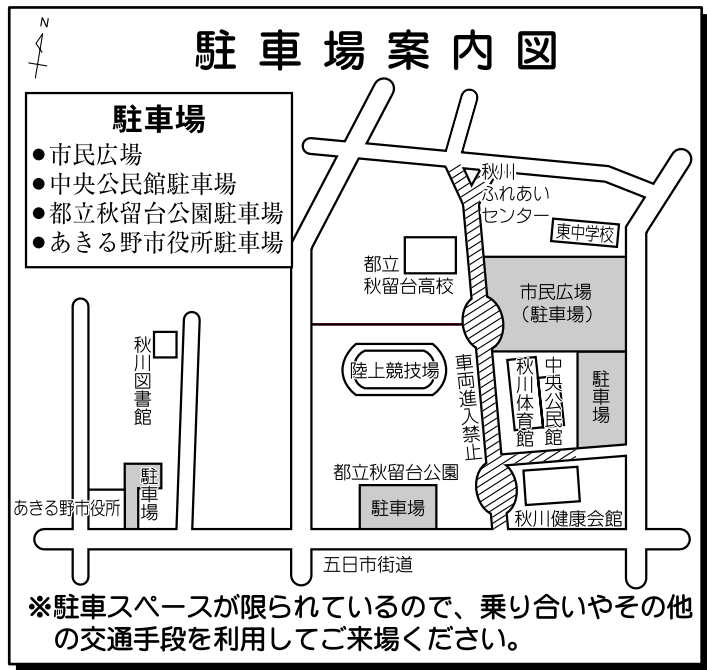 N
駐車場案内図
駐車場
●市民広場
●中央公民館駐車場
●都立秋留台公園駐車場
●あきる野市役所駐車場
秋川
ふれあい
センター
東中学校
都立
秋留台高校
市民広場
（駐車場）
秋川図書館
陸上競技場
車両進入禁止
秋川体育館
中央公民館
駐車場
都立秋留台公園
駐車場
駐車場
あきる野市役所
秋川健康会館
五日市街道
※駐車スペースが限られているので、乗り合いやその他
の交通手段を利用してご来場ください。